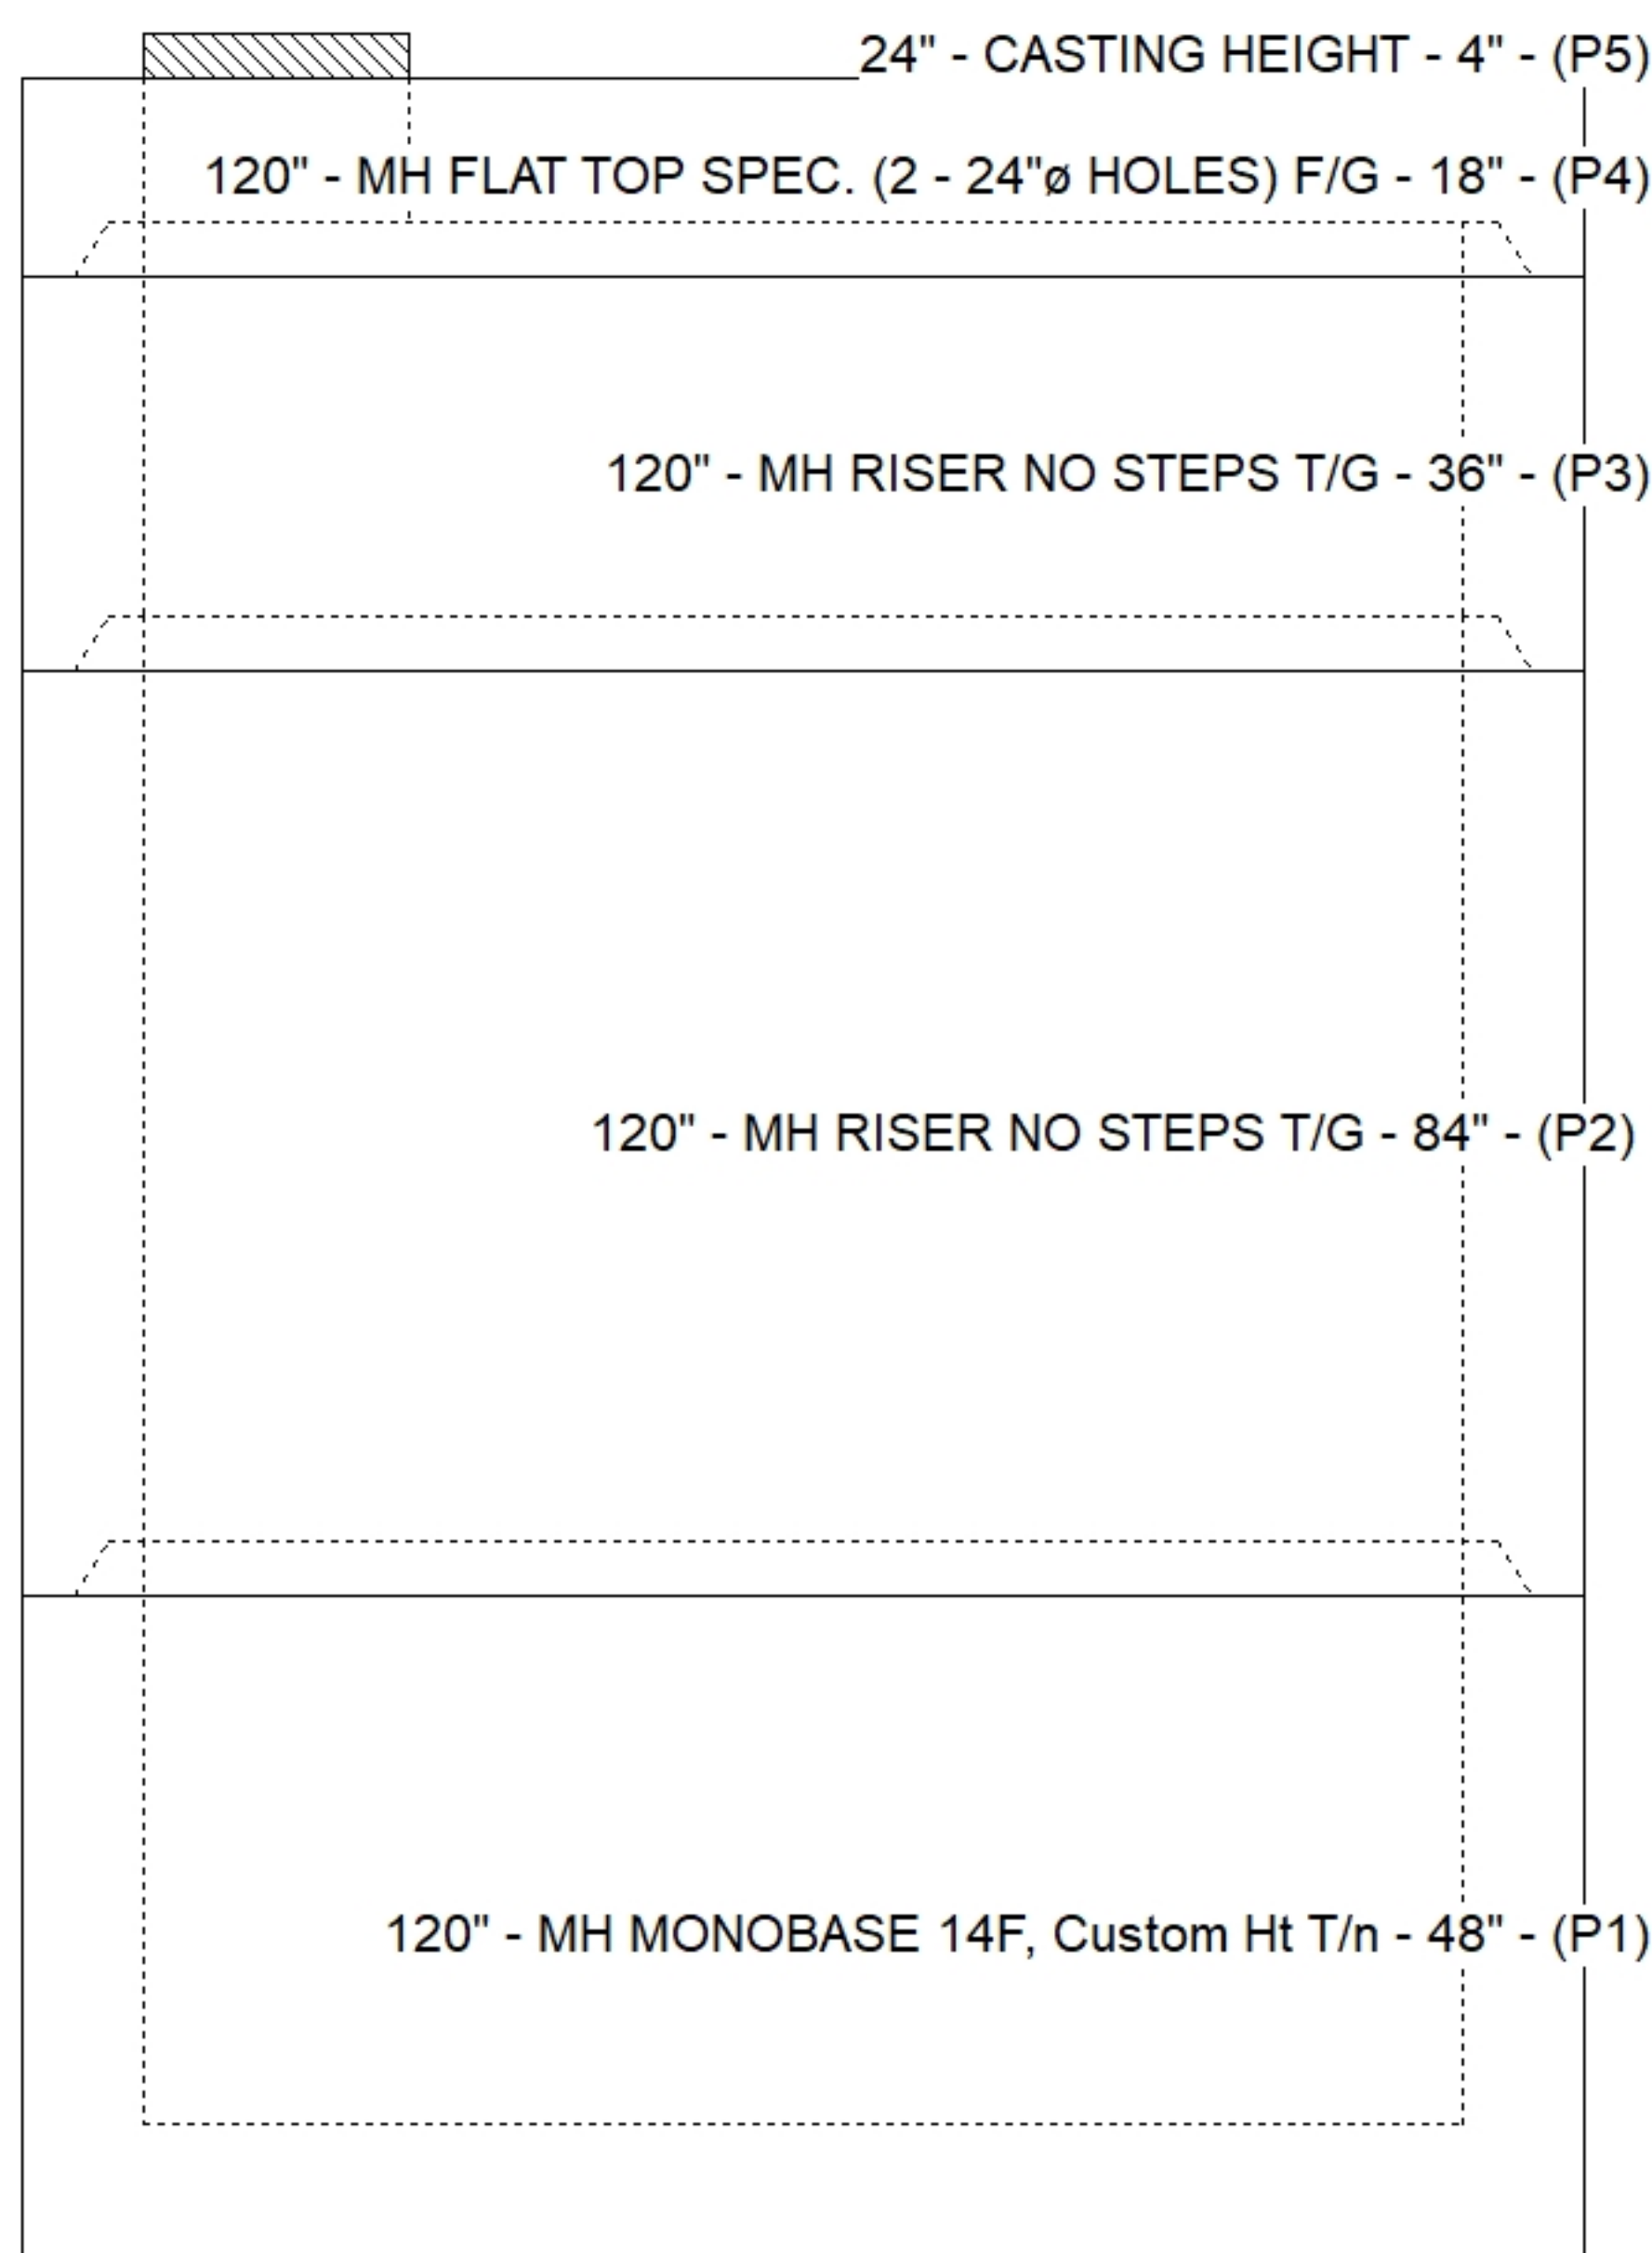 24" - CASTING HEIGHT - 4" - (P5)
120" - MH FLAT TOP SPEC. (2 - 24"ø HOLES) F/G - 18" - (P4)
120" - MH RISER NO STEPS T/G - 36" - (P3)
120" - MH RISER NO STEPS T/G - 84" - (P2)
120" - MH MONOBASE 14F, Custom Ht T/n - 48" - (P1)